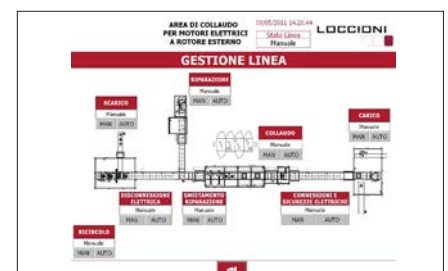 AREA DI COLLAUDO
PER MOTORI ELETTRICI
A ROTORE ESTERNO
03/05/2011 14.20.44
Stato Linea
Manuale
LOCCIONI
GESTIONE LINEA
RIPARAZIONE
Manuale
MAN AUTO
SCARICO
Manuale
MAN AUTO
COLLAUDO
Manuale
MAN AUTO
CARICO
Manuale
MAN AUTO
DISCONNESSIONE
ELETTRICA
Manuale
MAN AUTO
SMISTAMENTO
RIPARAZIONE
Manuale
MAN AUTO
CONNESSIONI E
SICUREZZE ELETTRICHE
Manuale
MAN AUTO
RICIRCOLO
Manuale
MAN AUTO